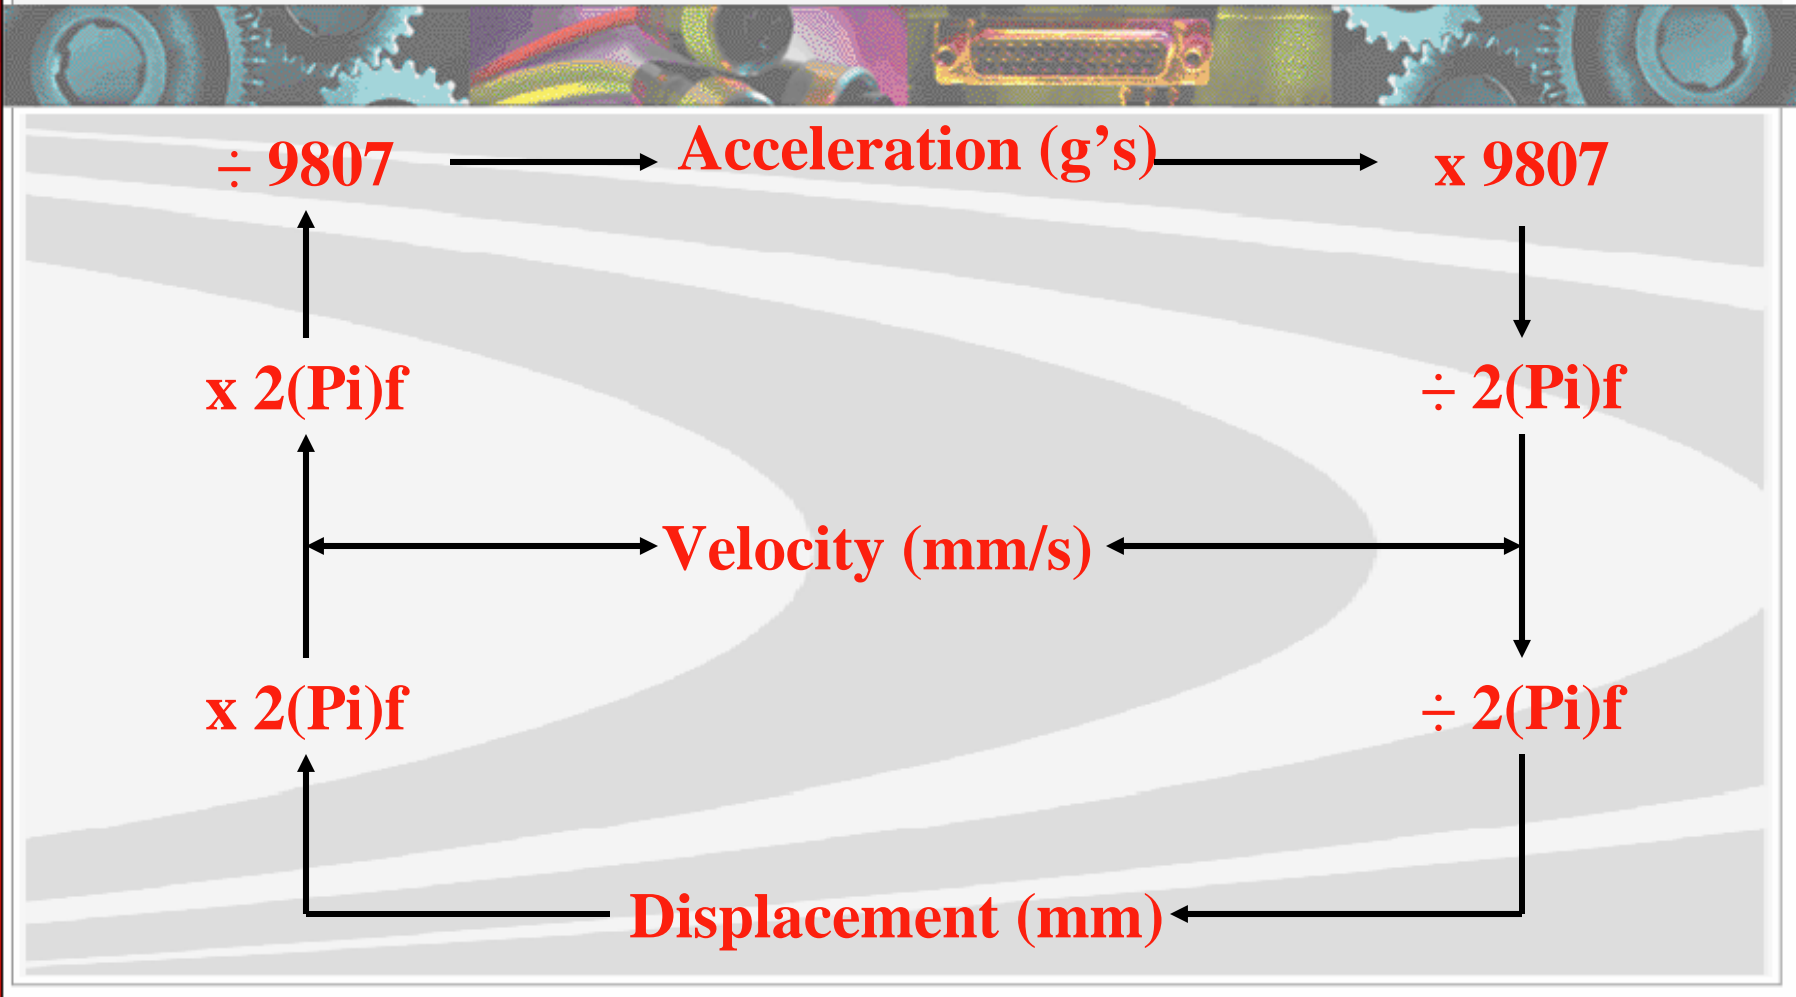 ÷ 9807 Acceleration (g’s) x 9807
x 2(Pi)f ÷ 2(Pi)f
Velocity (mm/s)
x 2(Pi)f ÷ 2(Pi)f
Displacement (mm)